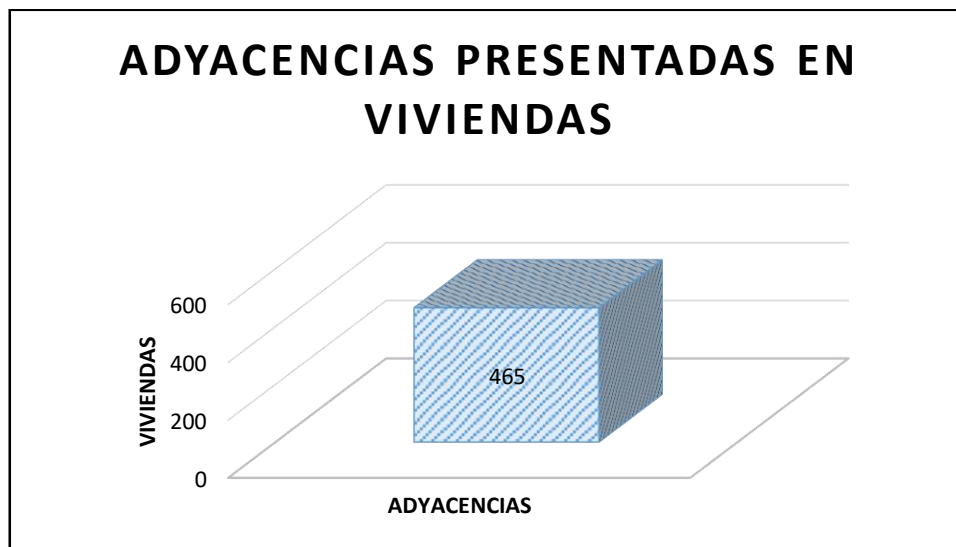 ADYACENCIAS PRESENTADAS EN
VIVIENDAS
600
400
200
0
VIVIENDAS
465
ADYACENCIAS